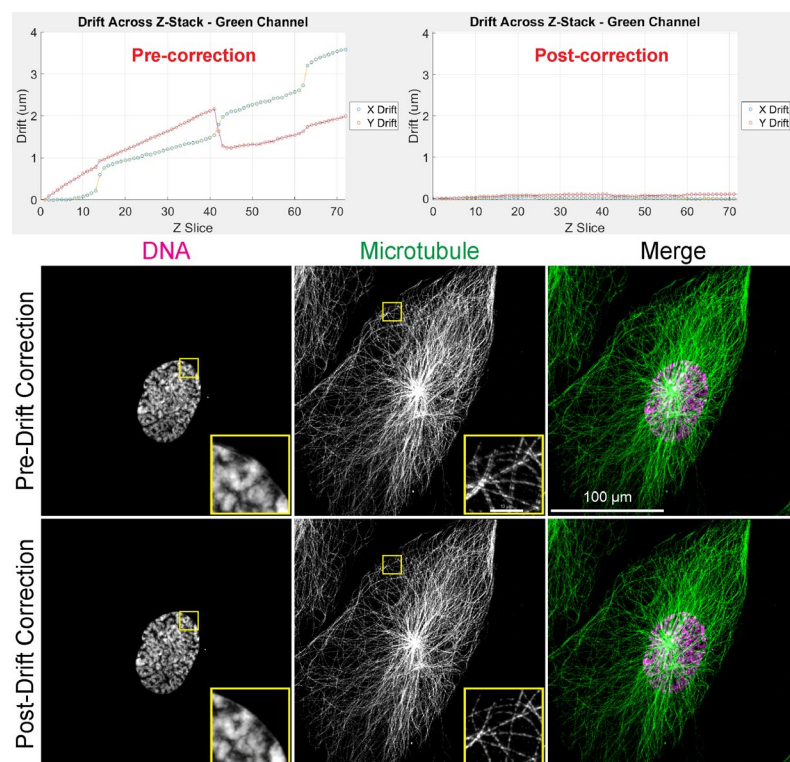 Drift Across Z-Stack - Green Channel
Pre-correction
4
3
2
1
0
Drift (um)
0 10 20 30 40 50 60 70
Z Slice
X Drift
Y Drift
Drift Across Z-Stack - Green Channel
Post-correction
4
3
2
1
0
Drift (um)
0 10 20 30 40 50 60 70
Z Slice
X Drift
Y Drift
DNA
Microtubule
Merge
Pre-Drift Correction
100 µm
Post-Drift Correction